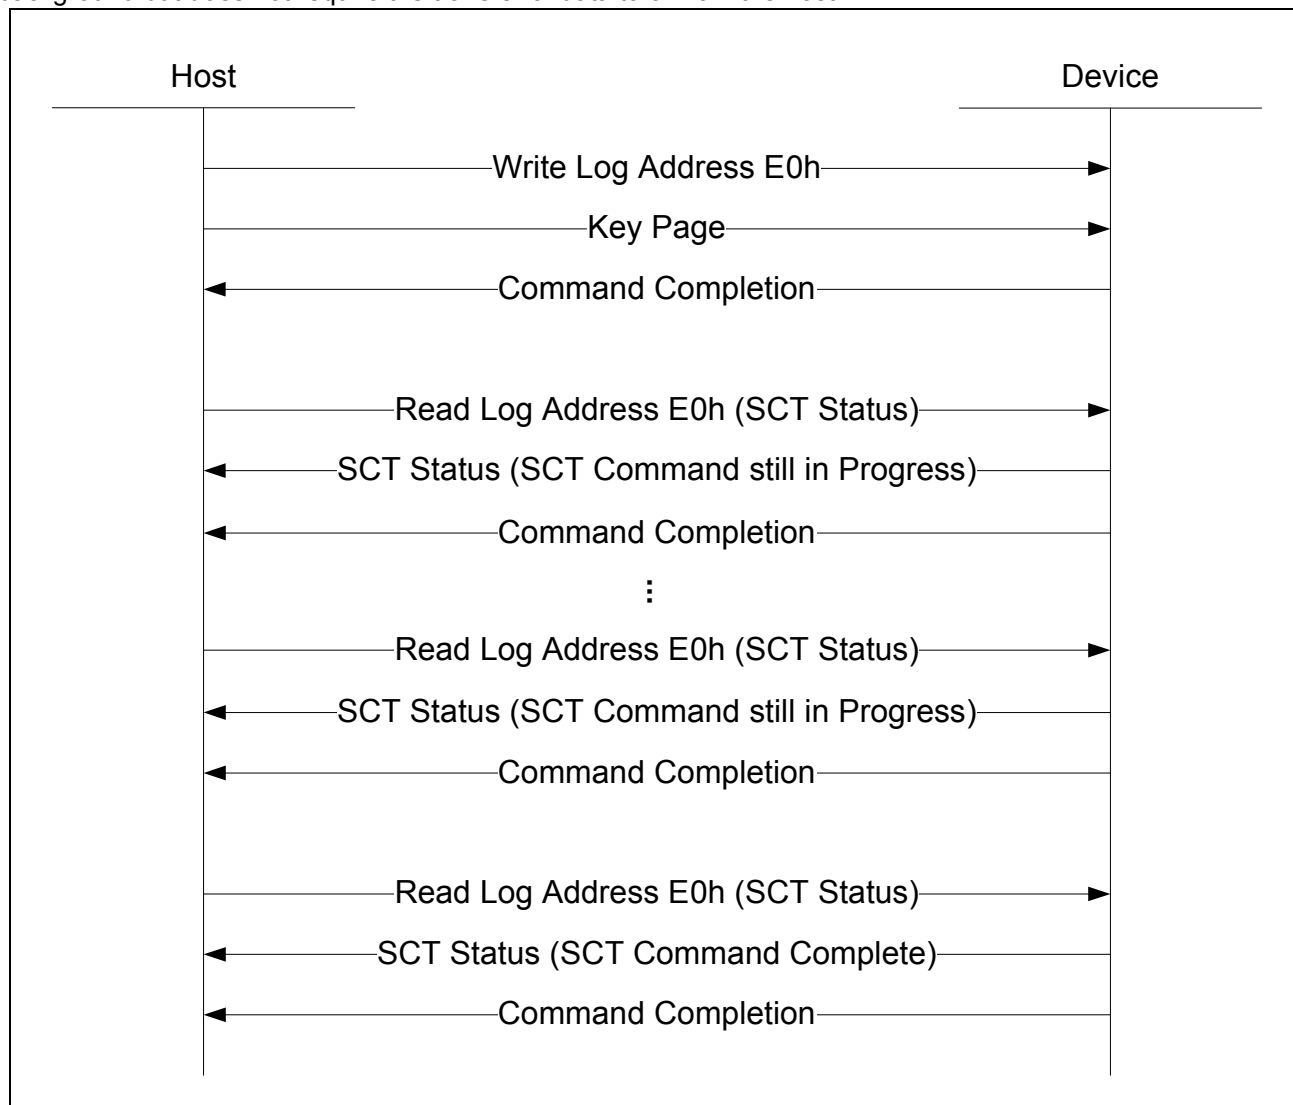 Host Device
Write Log Address E0h
Key Page
Command Completion
Read Log Address E0h (SCT Status)
SCT Status (SCT Command still in Progress)
Command Completion
...
Read Log Address E0h (SCT Status)
SCT Status (SCT Command still in Progress)
Command Completion
Read Log Address E0h (SCT Status)
SCT Status (SCT Command Complete)
Command Completion